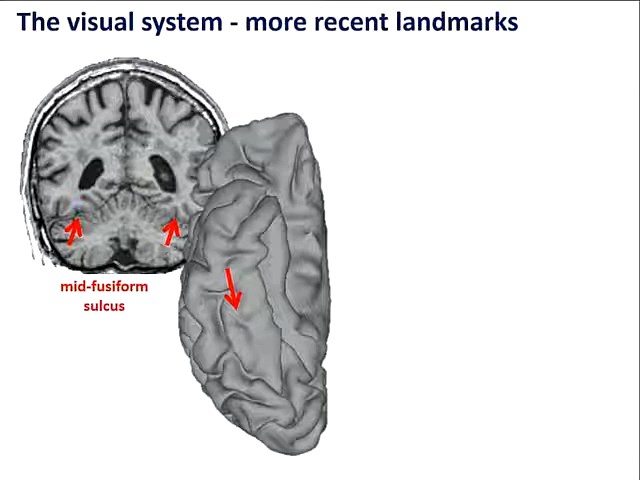 The visual system - more recent landmarks
mid-fusiform
sulcus